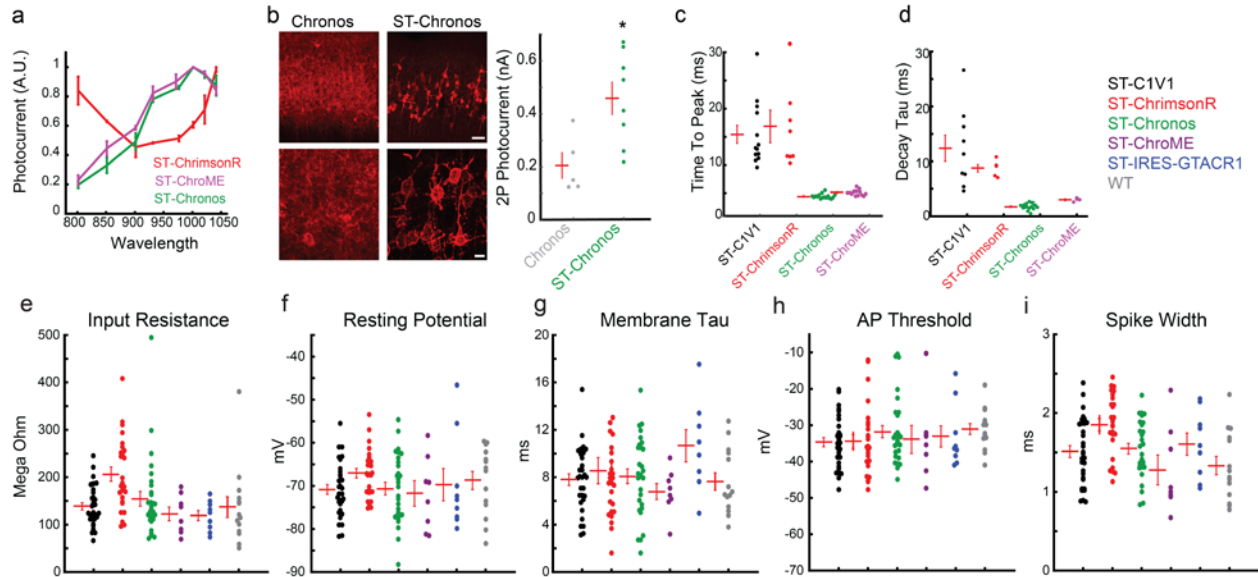 a
Photocurrent (A.U.)
1
0.8
0.6
0.4
0.2
0
800 850 900 950 1000 1050
Wavelength
ST-ChrimsonR
ST-ChroME
ST-Chronos
b
Chronos ST-Chronos
2P Photocurrent (nA)
0.6
0.4
0.2
0
*
Chronos
ST-Chronos
c
Time To Peak (ms)
30
20
10
0
ST-C1V1
ST-ChrimsonR
ST-Chronos
ST-ChroME
d
Decay Tau (ms)
30
20
10
0
ST-C1V1
ST-ChrimsonR
ST-Chronos
ST-ChroME
ST-C1V1
ST-ChrimsonR
ST-Chronos
ST-ChroME
ST-IRES-GTACR1
WT
e
Input Resistance
Mega Ohm
500
400
300
200
100
0
f
Resting Potential
mV
-40
-50
-60
-70
-80
-90
g
Membrane Tau
ms
20
16
12
8
4
0
h
AP Threshold
mV
-10
-20
-30
-40
-50
-60
-70
i
Spike Width
ms
3
2
1
0